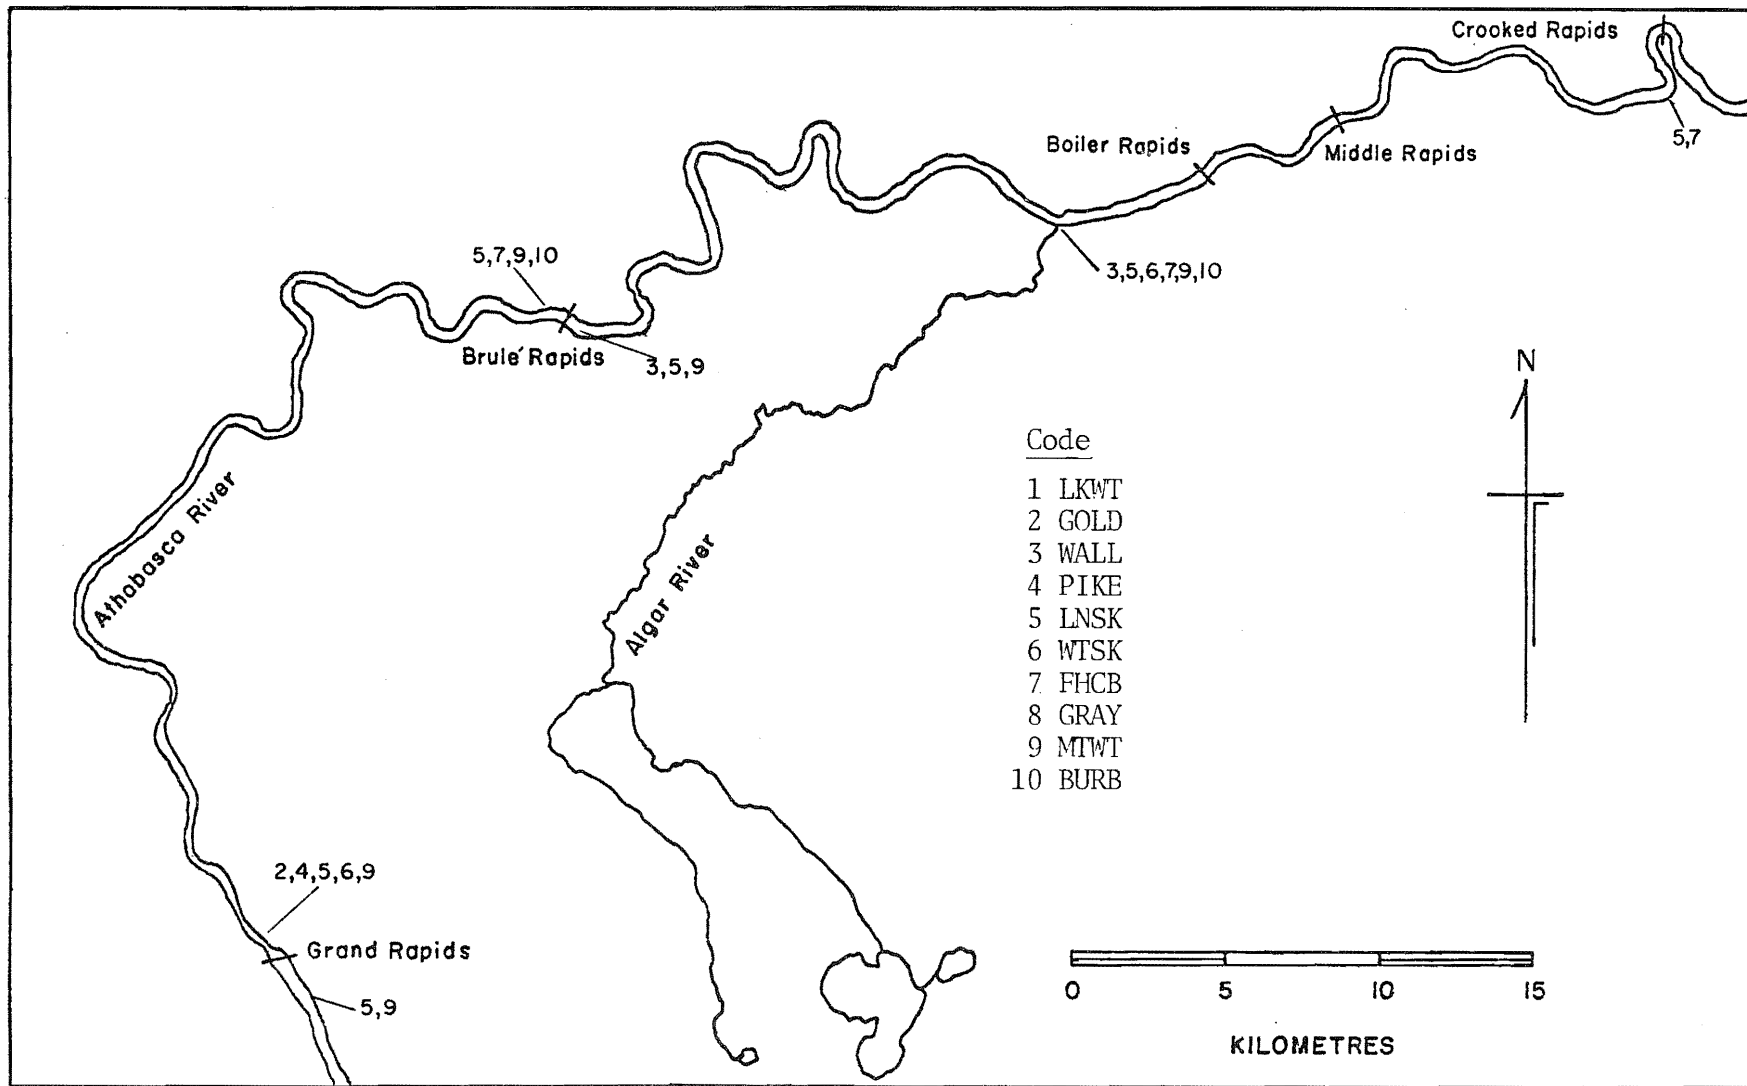 Crooked Rapids
5,7
Boiler Rapids
Middle Rapids
5,7,9,10
3,5,6,7,9,10
Brulé Rapids
3,5,9
N
Athabasca River
Algar River
Code
1 LKWT
2 GOLD
3 WALL
4 PIKE
5 LNSK
6 WTSK
7 FHCB
8 GRAY
9 MTWT
10 BURB
2,4,5,6,9
Grand Rapids
5,9
0 5 10 15
KILOMETRES